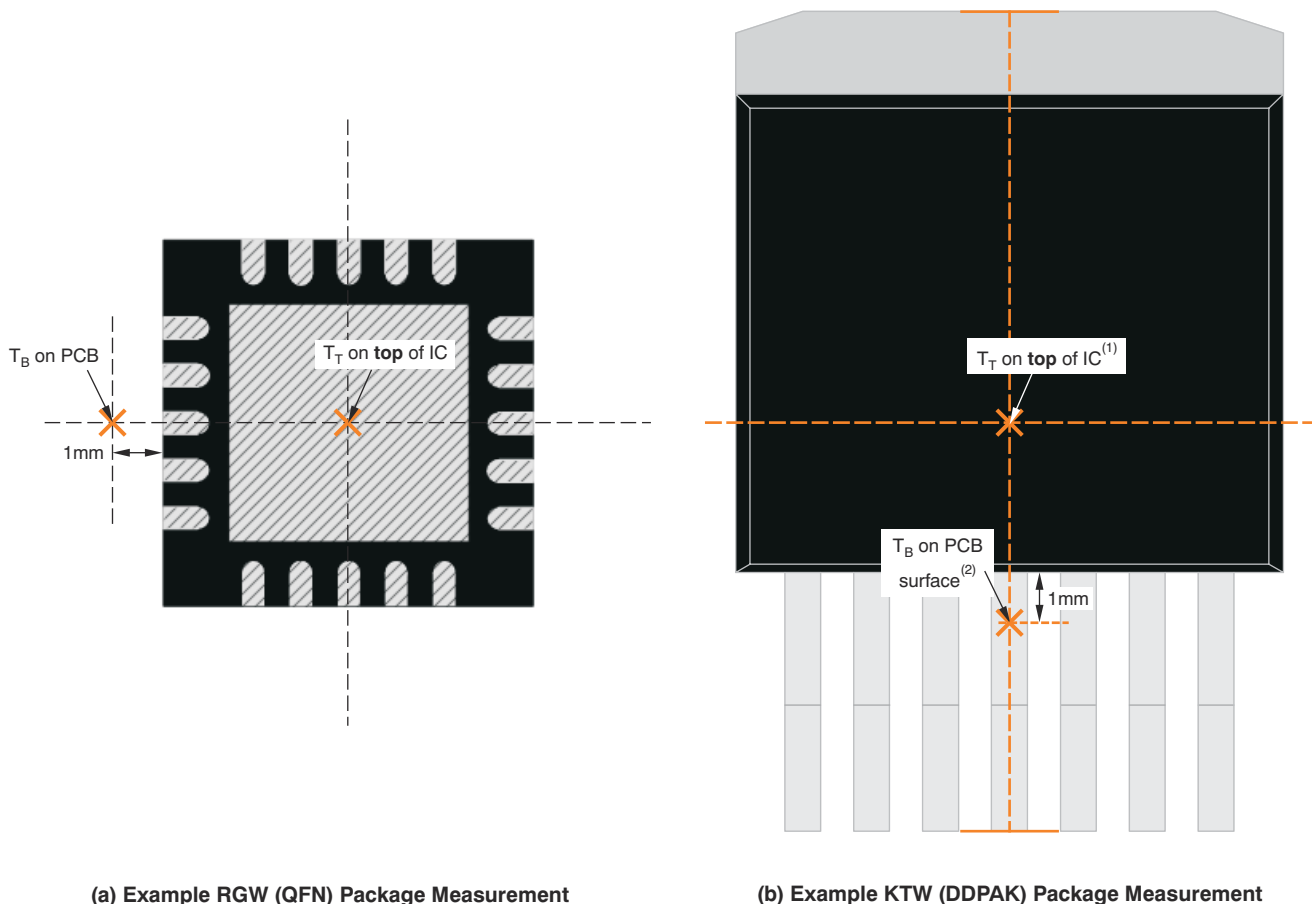 T_B on PCB
1mm
T_T on top of IC
(a) Example RGW (QFN) Package Measurement
T_T on top of IC(1)
T_B on PCB
surface(2)
1mm
(b) Example KTW (DDPAK) Package Measurement